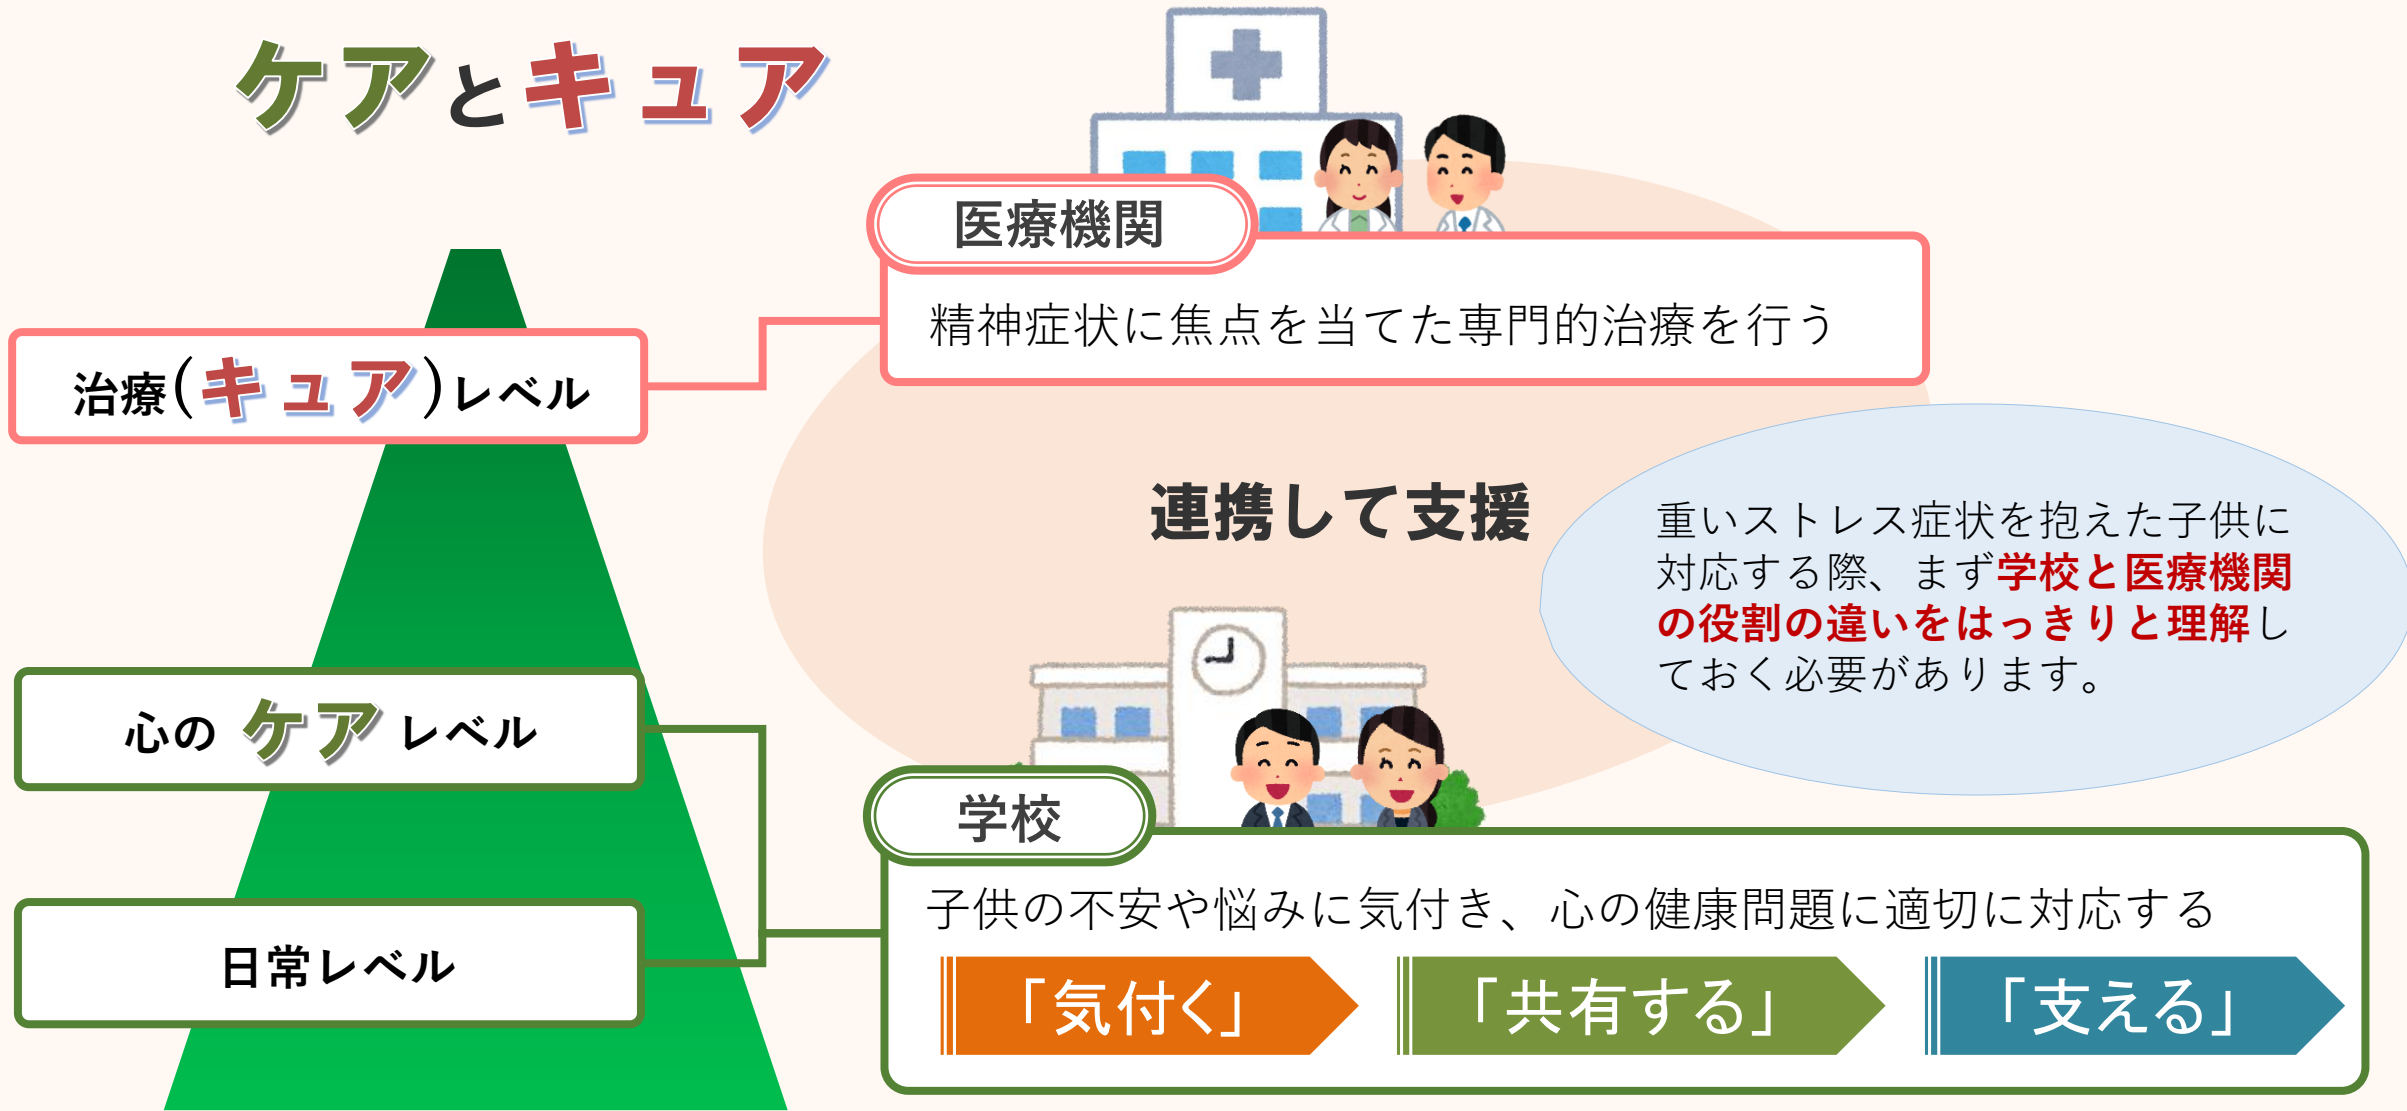 ケアとキュア
医療機関
精神症状に焦点を当てた専門的治療を行う
治療(キュア)レベル
連携して支援
重いストレス症状を抱えた子供に
対応する際、まず学校と医療機関
の役割の違いをはっきりと理解し
ておく必要があります。
心の ケア レベル
学校
子供の不安や悩みに気付き、心の健康問題に適切に対応する
日常レベル
「気付く」
「共有する」
「支える」